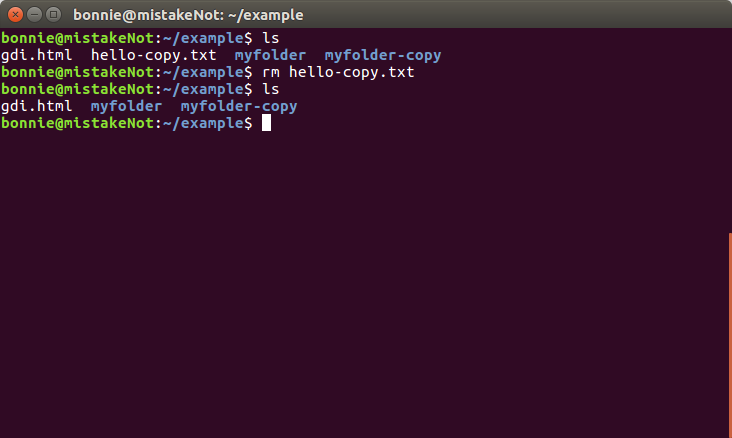 bonnie@mistakeNot: ~/example
bonnie@mistakeNot:~/example$ ls
gdi.html  hello-copy.txt  myfolder  myfolder-copy
bonnie@mistakeNot:~/example$ rm hello-copy.txt
bonnie@mistakeNot:~/example$ ls
gdi.html  myfolder  myfolder-copy
bonnie@mistakeNot:~/example$